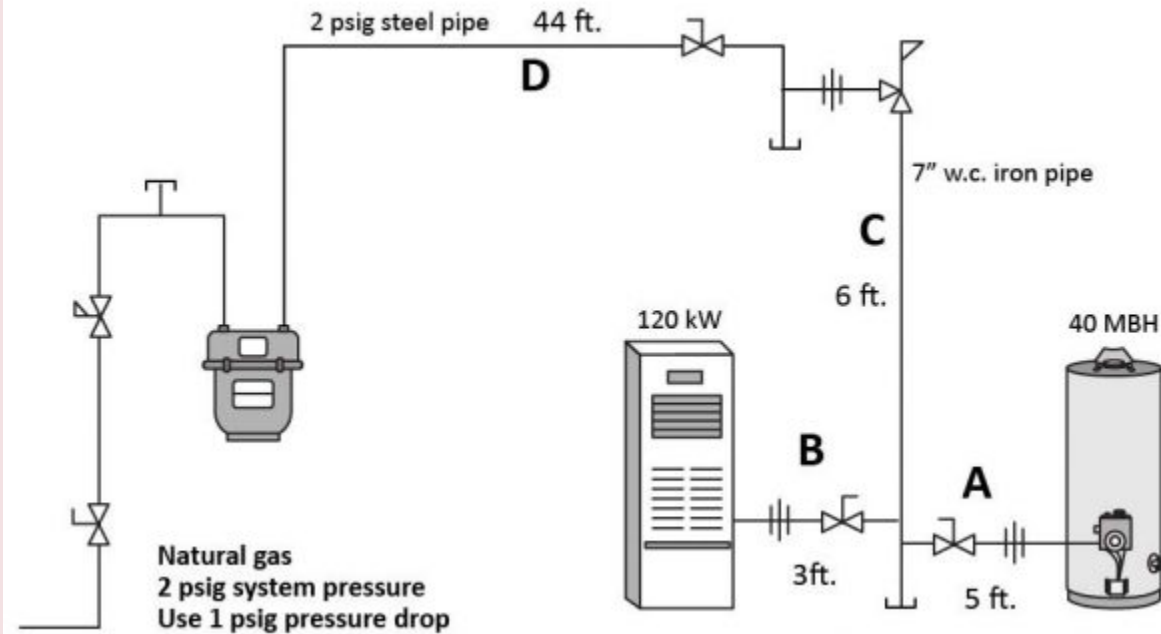 2 psig steel pipe 44 ft.
D
7" w.c. iron pipe
C
6 ft.
120 kW
40 MBH
B
A
3ft.
5 ft.
Natural gas
2 psig system pressure
Use 1 psig pressure drop